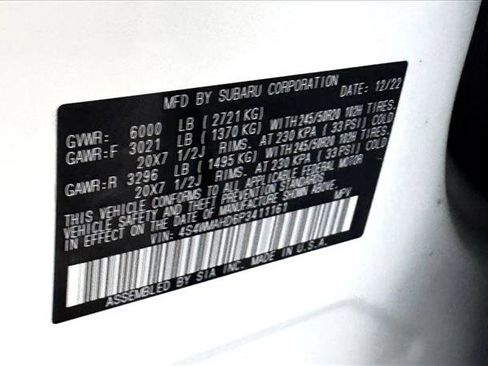 MFD BY SUBARU CORPORATION DATE: 12/22
GVWR: 6000 LB ( 2721 KG)
GAWR:F 3021 LB ( 1370 KG) WITH 245/50R20 102H TIRES.
20X7 1/2J RIMS. AT 230 KPA ( 33 PSI) COLD
GAWR:R 3296 LB ( 1495 KG) WITH 245/50R20 102H TIRES.
20X7 1/2J RIMS. AT 230 KPA ( 33 PSI) COLD
THIS VEHICLE CONFORMS TO ALL APPLICABLE FEDERAL MOTOR
VEHICLE SAFETY AND THEFT PREVENTION STANDARDS
IN EFFECT ON THE DATE OF MANUFACTURE SHOWN ABOVE.
VIN: 4S4WMAHD6P3411161 MPV
ASSEMBLED BY SIA INC. MADE IN U.S.A.